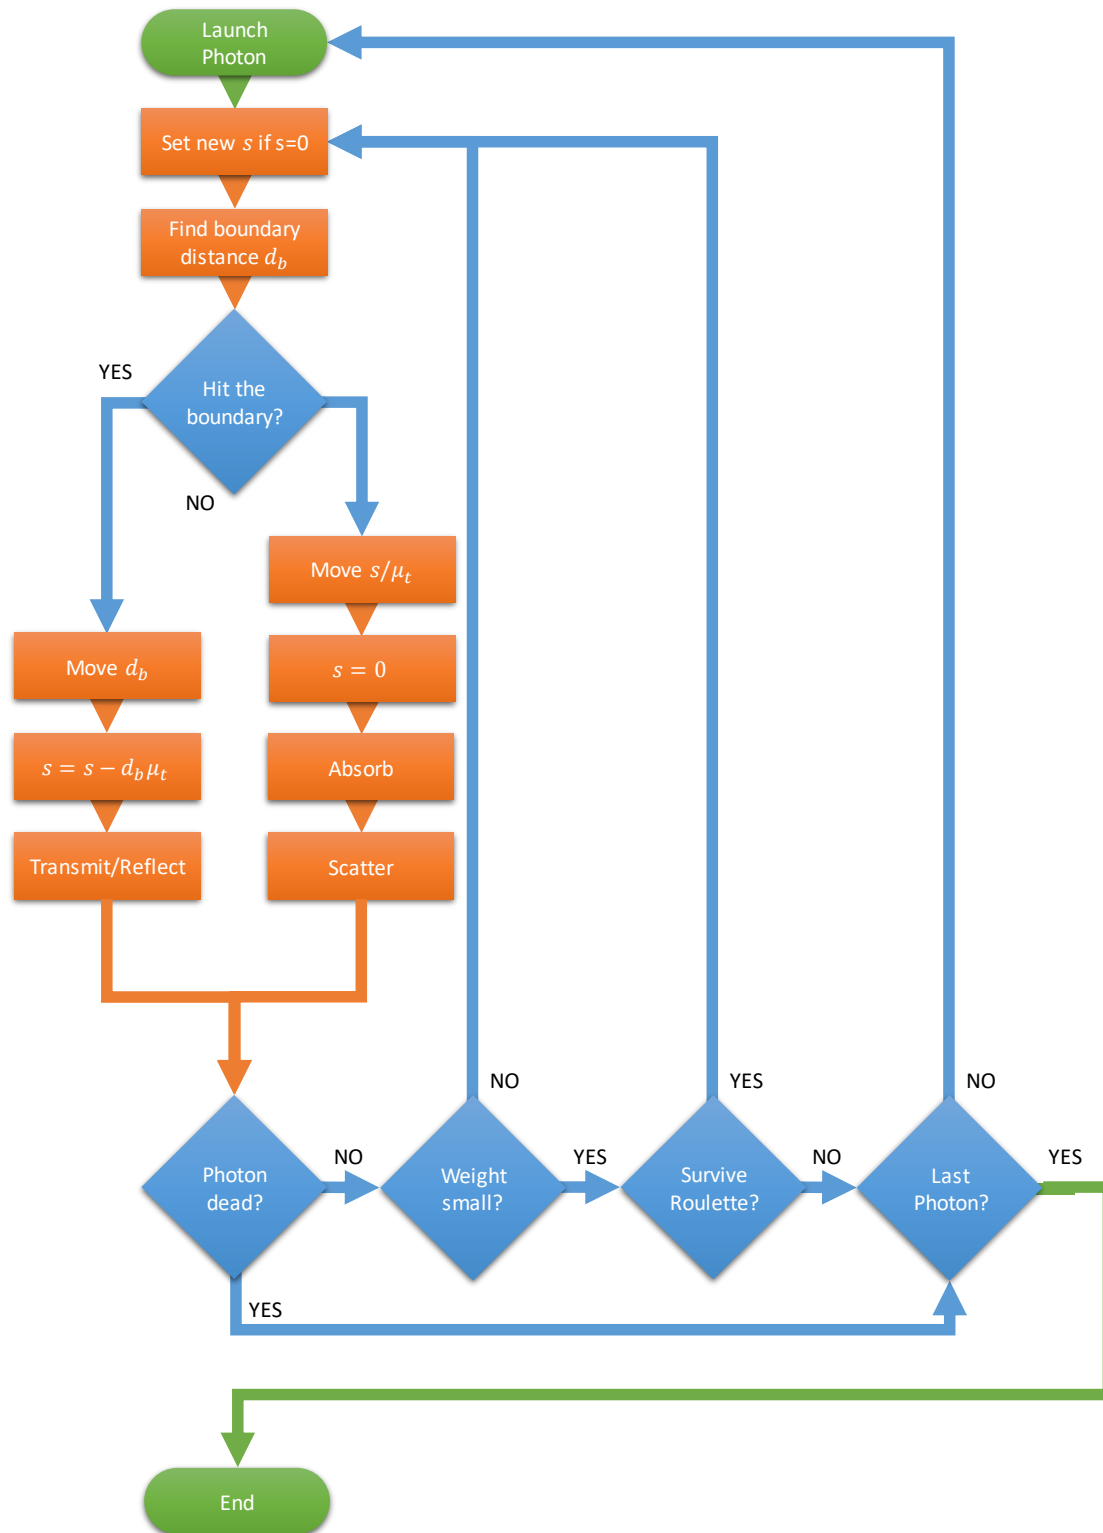 Launch
Photon
Set new s if s=0
Find boundary
distance d_b
YES
Hit the
boundary?
NO
Move s/μ_t
Move d_b
s = 0
s = s − d_b μ_t
Absorb
Transmit/Reflect
Scatter
NO
YES
NO
Photon
dead?
NO
Weight
small?
YES
Survive
Roulette?
NO
Last
Photon?
YES
YES
End